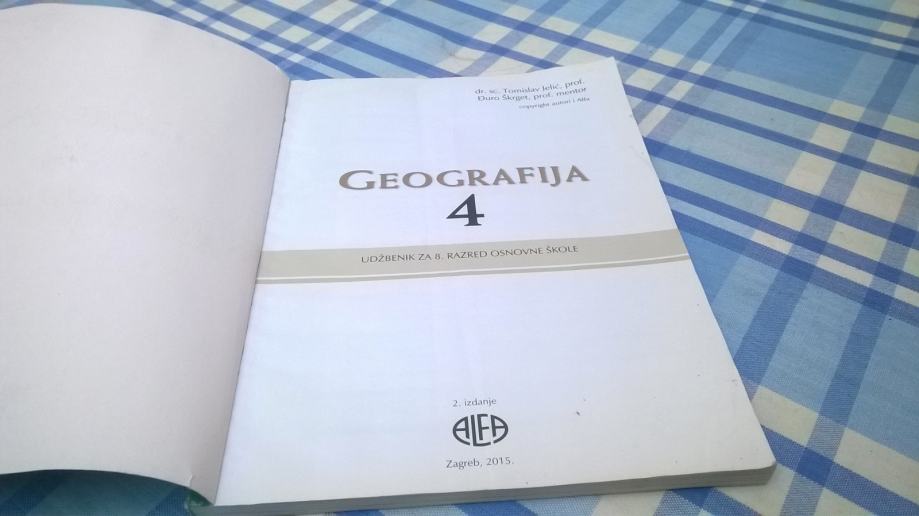 dr. sc. Tomislav Jelić, prof.
Đuro Škrget, prof. mentor
copyright autori i Alfa
GEOGRAFIJA
4
UDŽBENIK ZA 8. RAZRED OSNOVNE ŠKOLE
2. izdanje
ALFA
Zagreb, 2015.